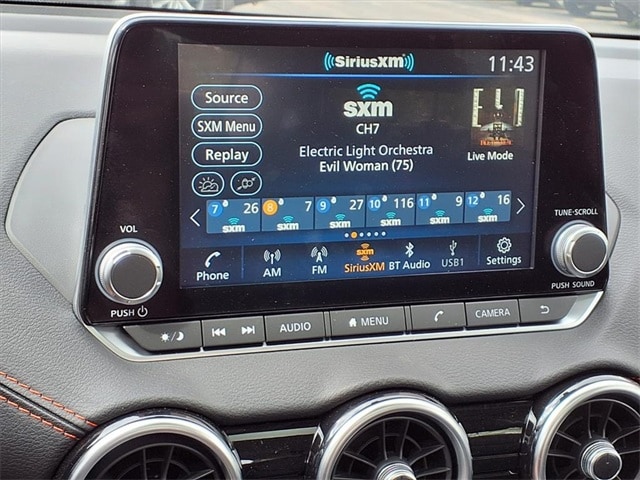 SiriusXM
11:43
Source
SXM Menu
Replay
sxm
CH7
Electric Light Orchestra
Evil Woman (75)
Live Mode
7 26
sxm
8 7
sxm
9 27
sxm
10 116
sxm
11 9
sxm
12 16
sxm
Phone
AM
FM
SiriusXM
BT Audio
USB1
Settings
VOL
PUSH
TUNE·SCROLL
PUSH SOUND
AUDIO
MENU
CAMERA